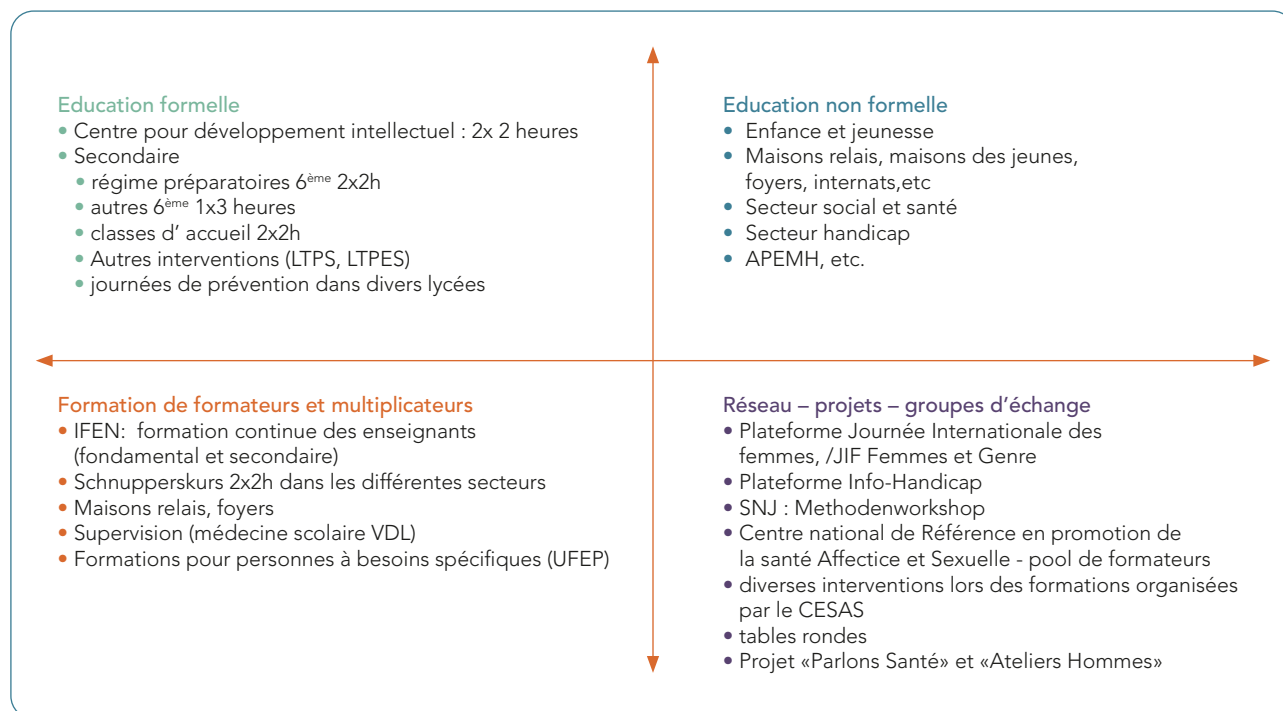 Education formelle
• Centre pour développement intellectuel : 2x 2 heures
• Secondaire
• régime préparatoires 6ème 2x2h
• autres 6ème 1x3 heures
• classes d’ accueil 2x2h
• Autres interventions (LTPS, LTPES)
• journées de prévention dans divers lycées
Education non formelle
• Enfance et jeunesse
• Maisons relais, maisons des jeunes,
foyers, internats,etc
• Secteur social et santé
• Secteur handicap
• APEMH, etc.
Formation de formateurs et multiplicateurs
• IFEN: formation continue des enseignants
(fondamental et secondaire)
• Schnupperskurs 2x2h dans les différentes secteurs
• Maisons relais, foyers
• Supervision (médecine scolaire VDL)
• Formations pour personnes à besoins spécifiques (UFEP)
Réseau – projets – groupes d’échange
• Plateforme Journée Internationale des
femmes, /JIF Femmes et Genre
• Plateforme Info-Handicap
• SNJ : Methodenworkshop
• Centre national de Référence en promotion de
la santé Affectice et Sexuelle - pool de formateurs
• diverses interventions lors des formations organisées
par le CESAS
• tables rondes
• Projet «Parlons Santé» et «Ateliers Hommes»